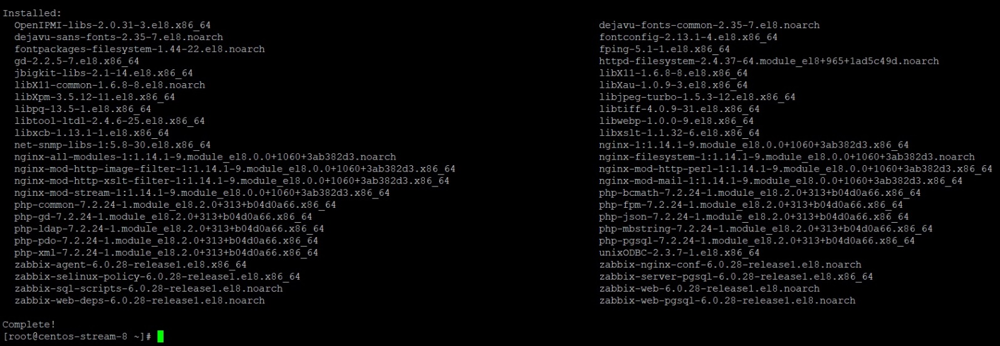 Installed:
OpenIPMI-libs-2.0.31-3.el8.x86_64 dejavu-fonts-common-2.35-7.el8.noarch
dejavu-sans-fonts-2.35-7.el8.noarch fontconfig-2.13.1-4.el8.x86_64
fontpackages-filesystem-1.44-22.el8.noarch fping-5.1-1.el8.x86_64
gd-2.2.5-7.el8.x86_64 httpd-filesystem-2.4.37-64.module_el8+965+1ad5c49d.noarch
jbigkit-libs-2.1-14.el8.x86_64 libX11-1.6.8-8.el8.x86_64
libX11-common-1.6.8-8.el8.noarch libXau-1.0.9-3.el8.x86_64
libXpm-3.5.12-11.el8.x86_64 libjpeg-turbo-1.5.3-12.el8.x86_64
libpq-13.5-1.el8.x86_64 libtiff-4.0.9-31.el8.x86_64
libtool-ltdl-2.4.6-25.el8.x86_64 libwebp-1.0.0-9.el8.x86_64
libxcb-1.13.1-1.el8.x86_64 libxslt-1.1.32-6.el8.x86_64
net-snmp-libs-1:5.8-30.el8.x86_64 nginx-1:1.14.1-9.module_el8.0.0+1060+3ab382d3.x86_64
nginx-all-modules-1:1.14.1-9.module_el8.0.0+1060+3ab382d3.noarch nginx-filesystem-1:1.14.1-9.module_el8.0.0+1060+3ab382d3.noarch
nginx-mod-http-image-filter-1:1.14.1-9.module_el8.0.0+1060+3ab382d3.x86_64 nginx-mod-http-perl-1:1.14.1-9.module_el8.0.0+1060+3ab382d3.x86_64
nginx-mod-http-xslt-filter-1:1.14.1-9.module_el8.0.0+1060+3ab382d3.x86_64 nginx-mod-mail-1:1.14.1-9.module_el8.0.0+1060+3ab382d3.x86_64
nginx-mod-stream-1:1.14.1-9.module_el8.0.0+1060+3ab382d3.x86_64 php-bcmath-7.2.24-1.module_el8.2.0+313+b04d0a66.x86_64
php-common-7.2.24-1.module_el8.2.0+313+b04d0a66.x86_64 php-fpm-7.2.24-1.module_el8.2.0+313+b04d0a66.x86_64
php-gd-7.2.24-1.module_el8.2.0+313+b04d0a66.x86_64 php-json-7.2.24-1.module_el8.2.0+313+b04d0a66.x86_64
php-ldap-7.2.24-1.module_el8.2.0+313+b04d0a66.x86_64 php-mbstring-7.2.24-1.module_el8.2.0+313+b04d0a66.x86_64
php-pdo-7.2.24-1.module_el8.2.0+313+b04d0a66.x86_64 php-pgsql-7.2.24-1.module_el8.2.0+313+b04d0a66.x86_64
php-xml-7.2.24-1.module_el8.2.0+313+b04d0a66.x86_64 unixODBC-2.3.7-1.el8.x86_64
zabbix-agent-6.0.28-release1.el8.x86_64 zabbix-nginx-conf-6.0.28-release1.el8.noarch
zabbix-selinux-policy-6.0.28-release1.el8.x86_64 zabbix-server-pgsql-6.0.28-release1.el8.x86_64
zabbix-sql-scripts-6.0.28-release1.el8.noarch zabbix-web-6.0.28-release1.el8.noarch
zabbix-web-deps-6.0.28-release1.el8.noarch zabbix-web-pgsql-6.0.28-release1.el8.noarch
Complete!
[root@centos-stream-8 ~]#